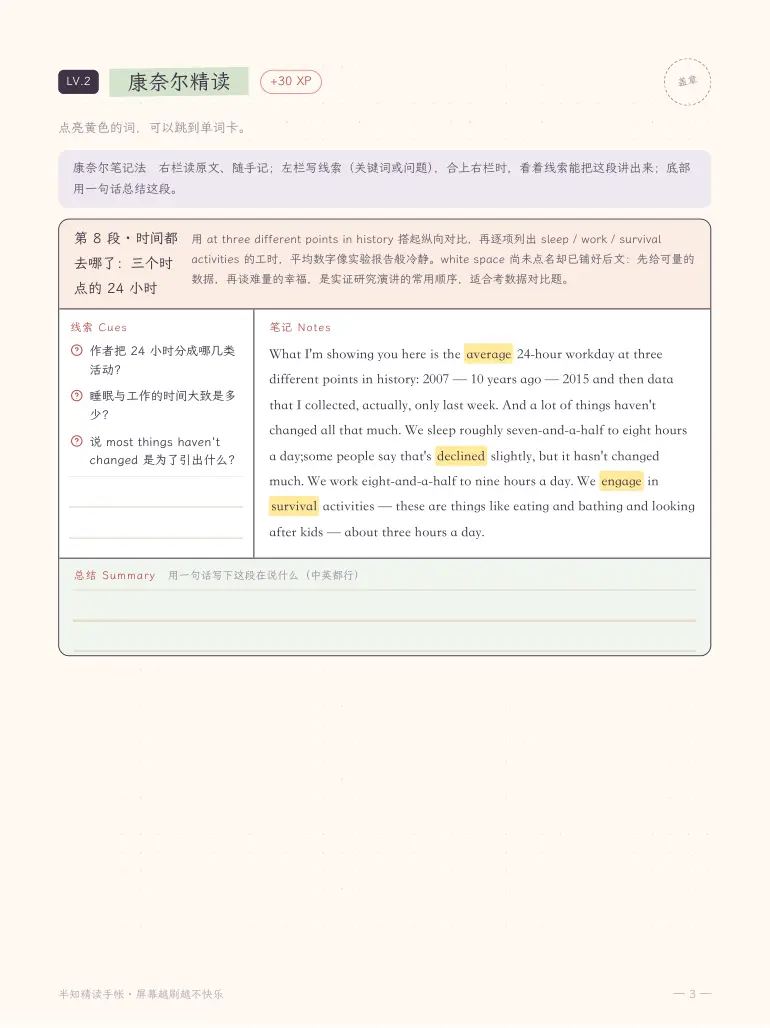 LV.2 康奈尔精读 +30 XP 盖章
点亮黄色的词，可以跳到单词卡。
康奈尔笔记法 右栏读原文、随手记；左栏写线索（关键词或问题），合上右栏时，看着线索能把这段讲出来；底部
用一句话总结这段。
第 8 段·时间都
去哪了：三个时
点的 24 小时
用 at three different points in history 搭起纵向对比，再逐项列出 sleep / work / survival
activities 的工时，平均数字像实验报告般冷静。white space 尚未点名却已铺好后文：先给可量的
数据，再谈难量的幸福，是实证研究演讲的常用顺序，适合考数据对比题。
线索 Cues
作者把 24 小时分成哪几类
活动？
睡眠与工作的时间大致是多
少？
说 most things haven't
changed 是为了引出什么？
笔记 Notes
What I'm showing you here is the average 24-hour workday at three
different points in history: 2007 — 10 years ago — 2015 and then data
that I collected, actually, only last week. And a lot of things haven't
changed all that much. We sleep roughly seven-and-a-half to eight hours
a day;some people say that's declined slightly, but it hasn't changed
much. We work eight-and-a-half to nine hours a day. We engage in
survival activities — these are things like eating and bathing and looking
after kids — about three hours a day.
总结 Summary 用一句话写下这段在说什么（中英都行）
半知精读手帐·屏幕越刷越不快乐
— 3 —